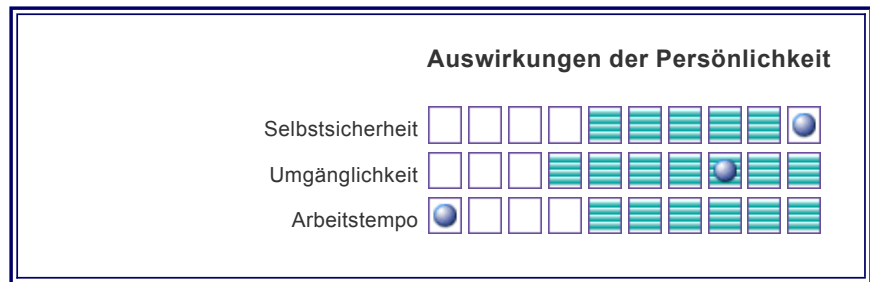 Auswirkungen der Persönlichkeit
Selbstsicherheit
Umgänglichkeit
Arbeitstempo